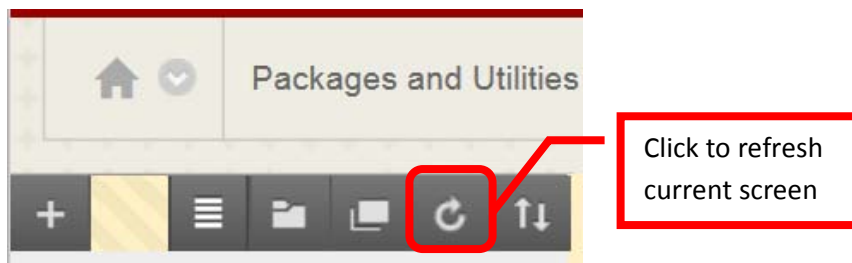 Packages and Utilities
Click to refresh
current screen